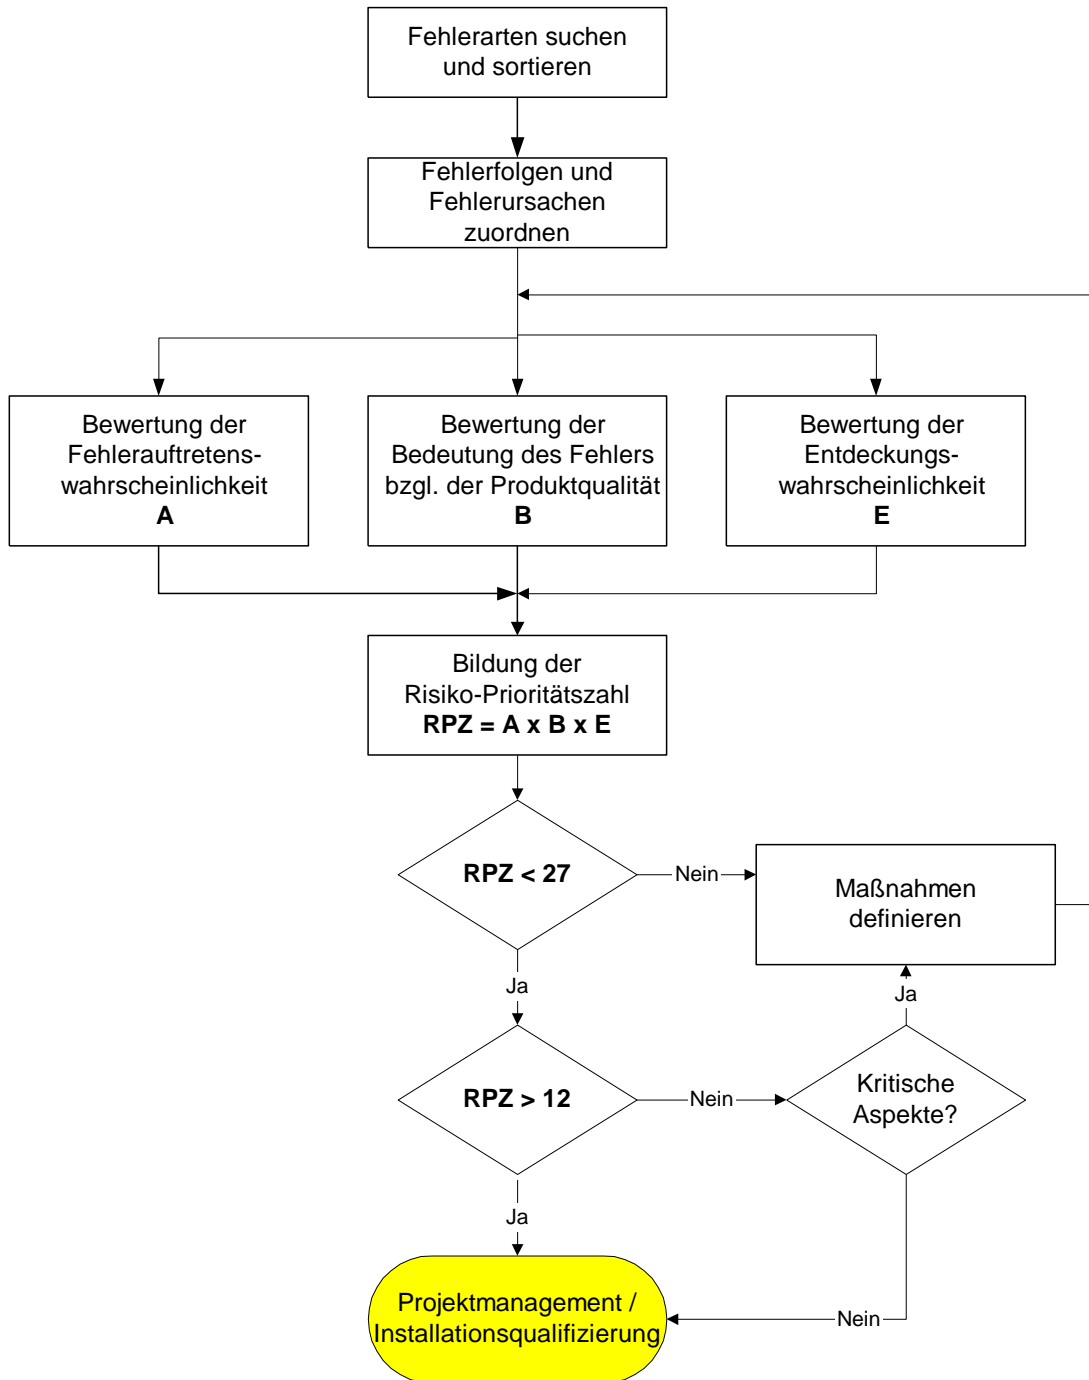 Fehlerarten suchen
und sortieren
Fehlerfolgen und
Fehlerursachen
zuordnen
Bewertung der
Fehlerauftretens-
wahrscheinlichkeit
A
Bewertung der
Bedeutung des Fehlers
bzgl. der Produktqualität
B
Bewertung der
Entdeckungs-
wahrscheinlichkeit
E
Bildung der
Risiko-Prioritätszahl
RPZ = A x B x E
RPZ < 27
Nein
Maßnahmen
definieren
Ja
Ja
RPZ > 12
Nein
Kritische
Aspekte?
Ja
Projektmanagement /
Installationsqualifizierung
Nein